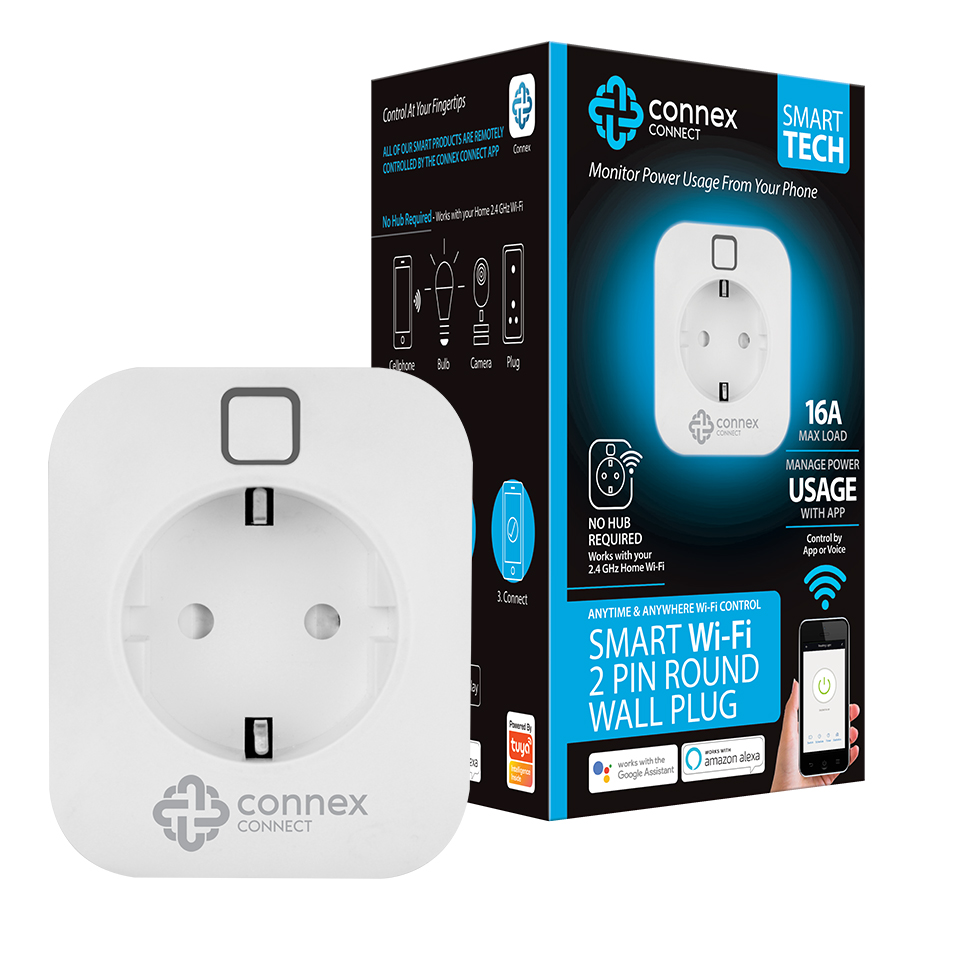 Control At Your Fingertips
ALL OF OUR SMART PRODUCTS ARE REMOTELY
CONTROLLED BY THE CONNEX CONNECT APP
Connex
No Hub Required - Works with your Home 2.4 GHz Wi-Fi
Cellphone
Bulb
Camera
Plug
3. Connect
Powered By
tuya
connex
CONNECT
SMART
TECH
Monitor Power Usage From Your Phone
connex
CONNECT
16A
MAX LOAD
MANAGE POWER
USAGE
WITH APP
Control by
App or Voice
NO HUB
REQUIRED
Works with your
2.4 GHz Home Wi-Fi
ANYTIME & ANYWHERE Wi-Fi CONTROL
SMART Wi-Fi
2 PIN ROUND
WALL PLUG
works with the
Google Assistant
WORKS WITH
amazon alexa
connex
CONNECT